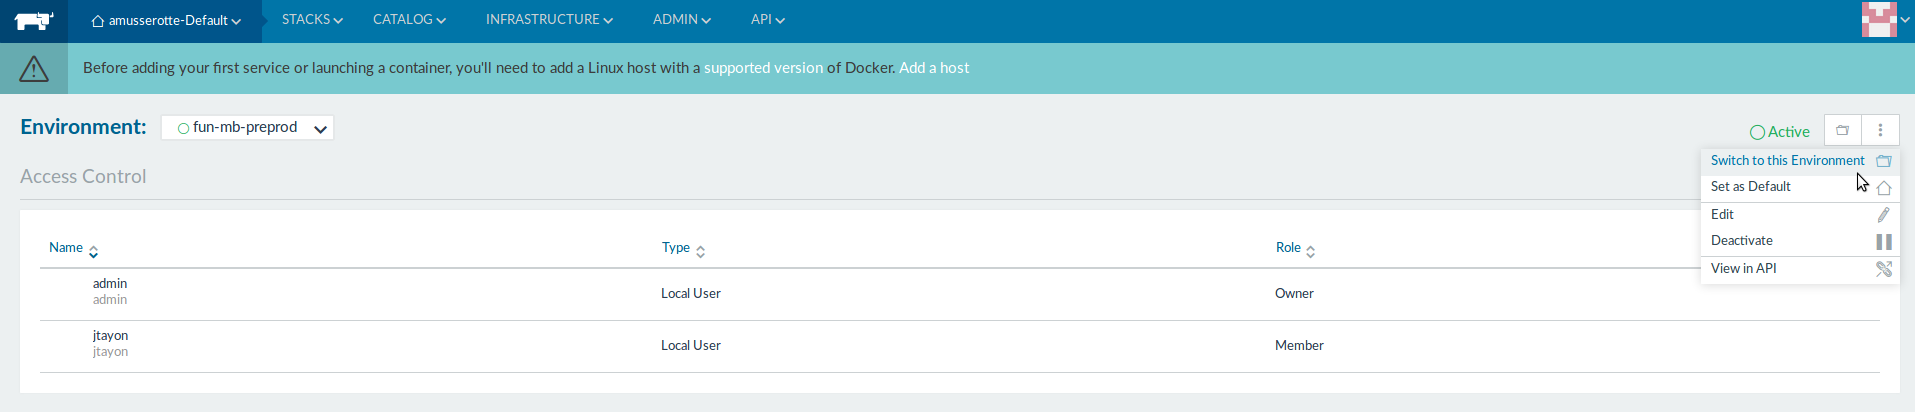 amusserotte-Default STACKS CATALOG INFRASTRUCTURE ADMIN API
Before adding your first service or launching a container, you'll need to add a Linux host with a supported version of Docker. Add a host
Environment: fun-mb-preprod Active
Switch to this Environment
Set as Default
Edit
Deactivate
View in API
Access Control
Name Type Role
admin
admin
Local User Owner
jtayon
jtayon
Local User Member